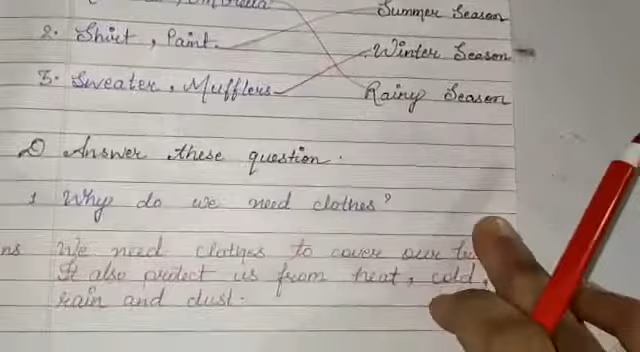 Umbrella Summer Season
2. Shirt, Paint. Winter Season
3. Sweater, Mufflers Rainy Season
D Answer these question.
1 Why do we need clothes?
ns We need clothes to cover our
It also protect us from heat, cold,
rain and dust.